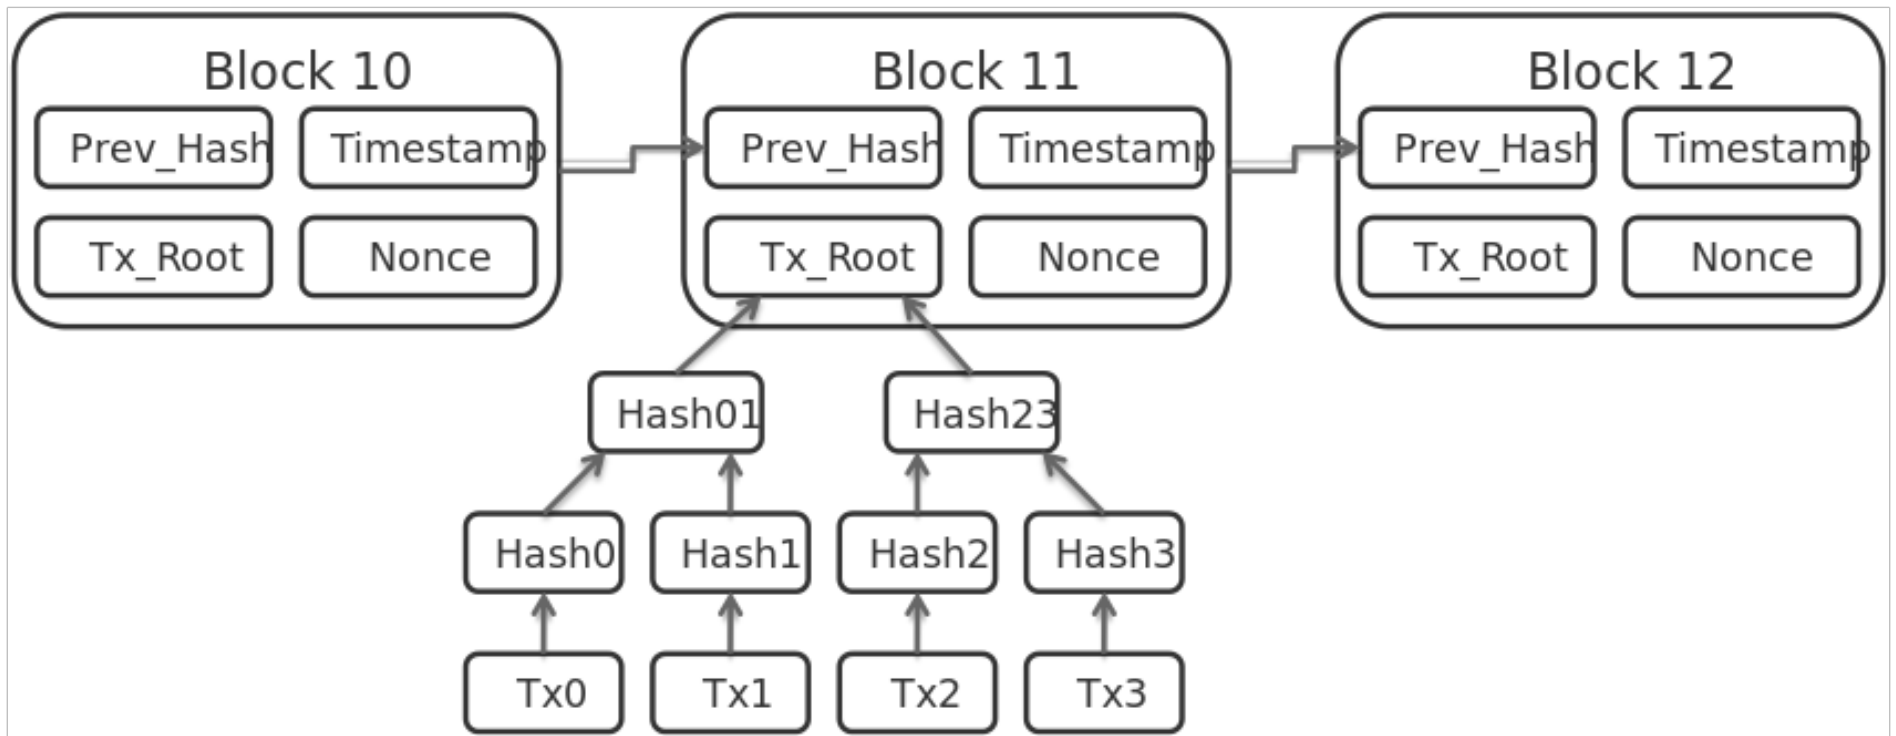 Block 10
Block 11
Block 12
Prev_Hash
Timestamp
Prev_Hash
Timestamp
Prev_Hash
Timestamp
Tx_Root
Nonce
Tx_Root
Nonce
Tx_Root
Nonce
Hash01
Hash23
Hash0
Hash1
Hash2
Hash3
Tx0
Tx1
Tx2
Tx3